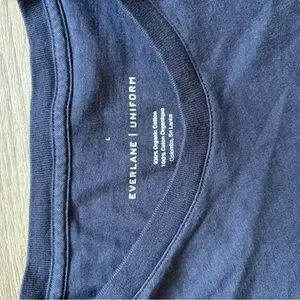 EVERLANE | UNIFORM
L
100% Organic Cotton
100% Coton Organique
Colombo, Sri Lanka